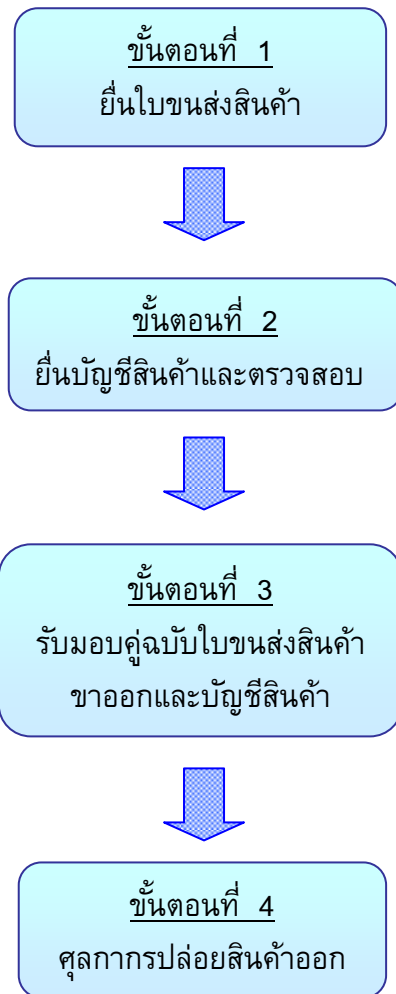 ขั้นตอนที่ 1
ยื่นใบขนส่งสินค้า
ขั้นตอนที่ 2
ยื่นบัญชีสินค้าและตรวจสอบ
ขั้นตอนที่ 3
รับมอบคู่ฉบับใบขนส่งสินค้า
ขาออกและบัญชีสินค้า
ขั้นตอนที่ 4
ศุลกากรปล่อยสินค้าออก